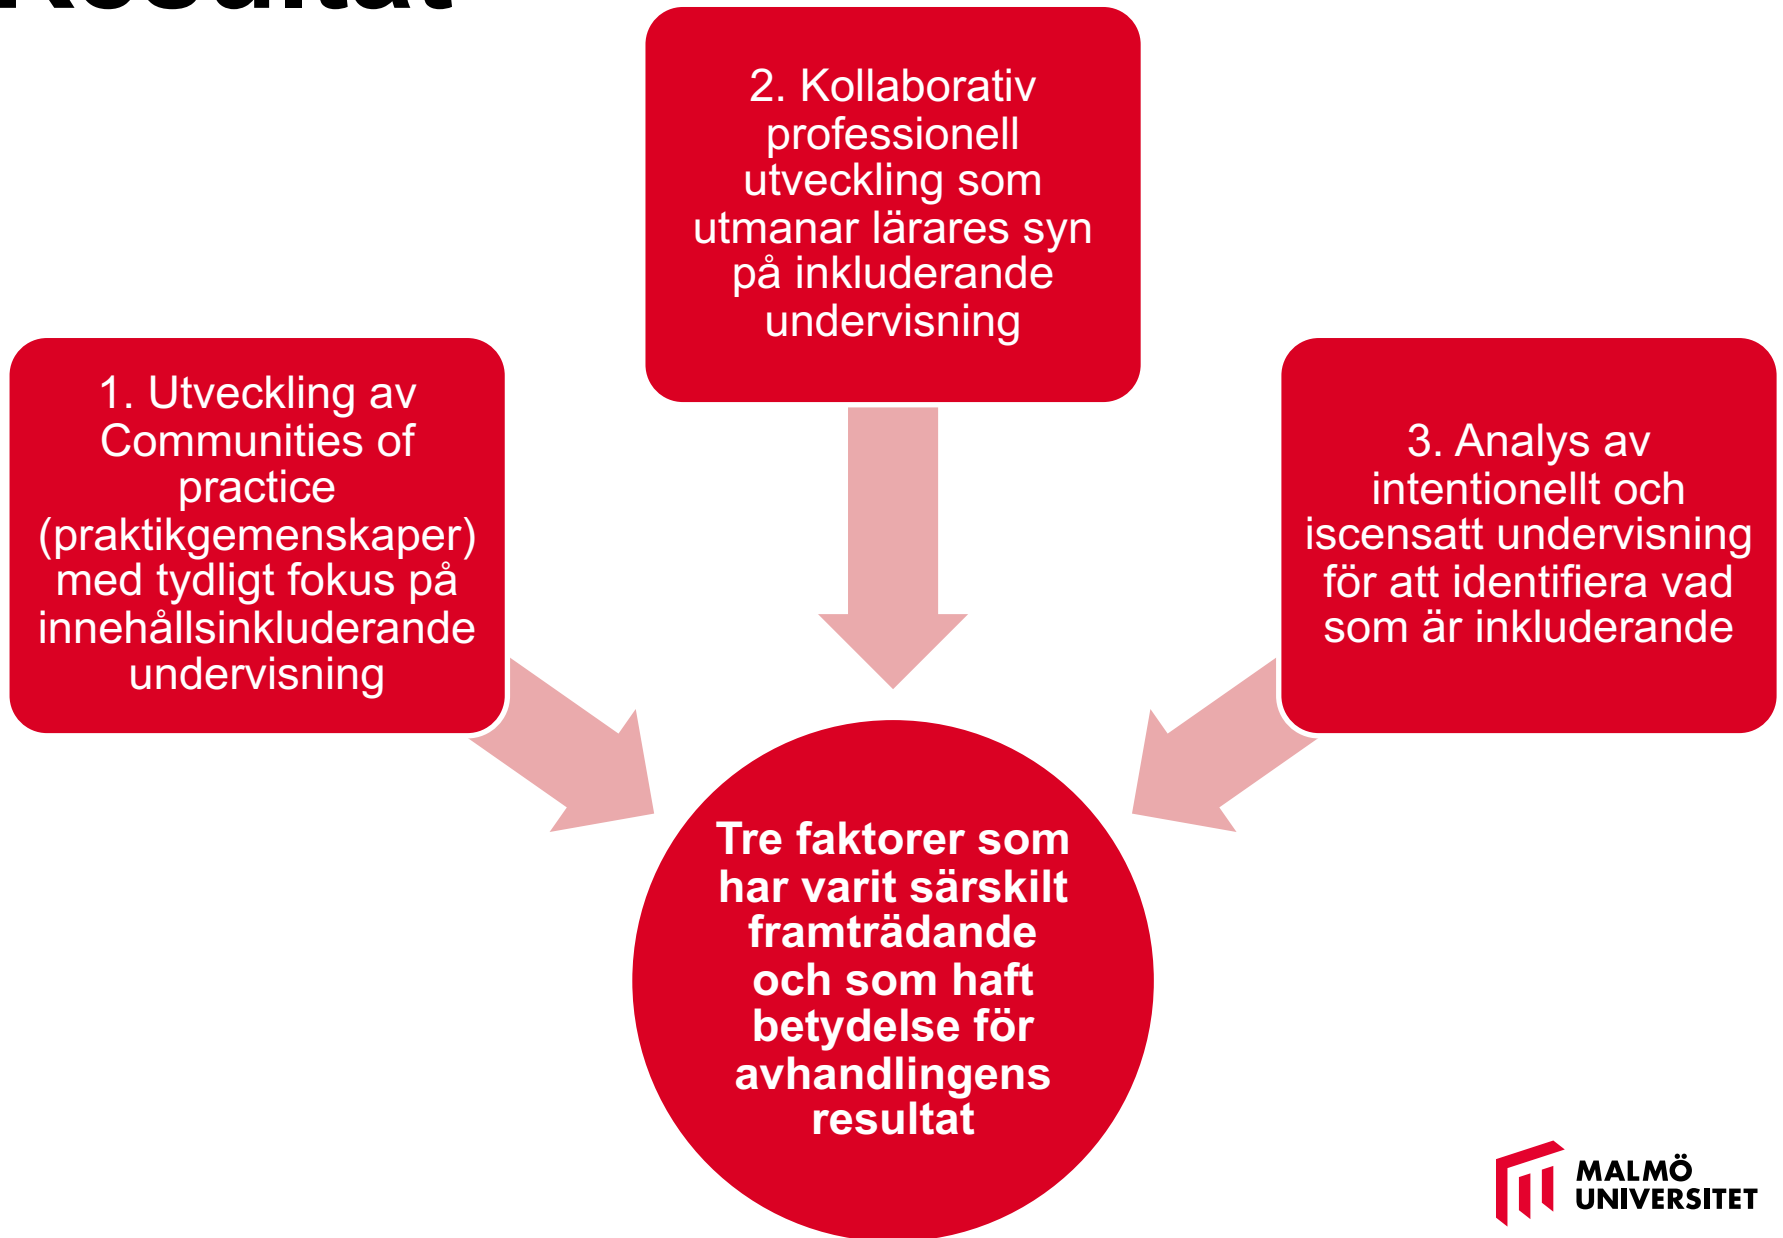 Resultat
2. Kollaborativ
professionell
utveckling som
utmanar lärares syn
på inkluderande
undervisning
1. Utveckling av
Communities of
practice
(praktikgemenskaper)
med tydligt fokus på
innehållsinkluderande
undervisning
3. Analys av
intentionellt och
iscensatt undervisning
för att identifiera vad
som är inkluderande
Tre faktorer som
har varit särskilt
framträdande
och som haft
betydelse för
avhandlingens
resultat
MALMÖ
UNIVERSITET